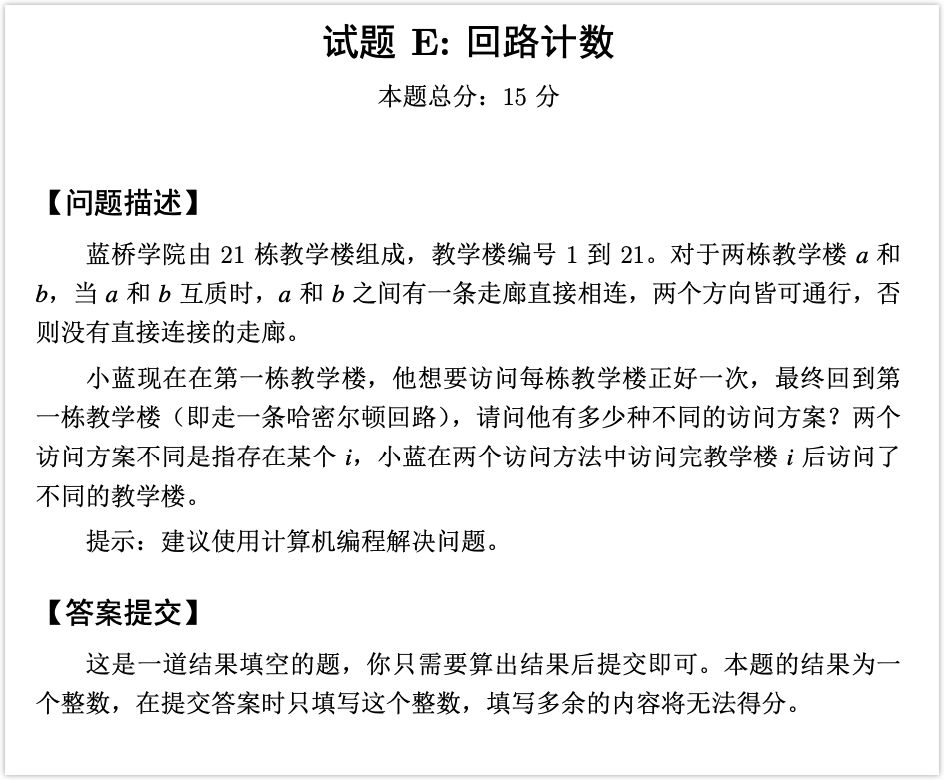 试题 E: 回路计数
本题总分：15 分
【问题描述】
蓝桥学院由 21 栋教学楼组成，教学楼编号 1 到 21。对于两栋教学楼 a 和
b，当 a 和 b 互质时，a 和 b 之间有一条走廊直接相连，两个方向皆可通行，否
则没有直接连接的走廊。
小蓝现在在第一栋教学楼，他想要访问每栋教学楼正好一次，最终回到第
一栋教学楼（即走一条哈密尔顿回路），请问他有多少种不同的访问方案？两个
访问方案不同是指存在某个 i，小蓝在两个访问方法中访问完教学楼 i 后访问了
不同的教学楼。
提示：建议使用计算机编程解决问题。
【答案提交】
这是一道结果填空的题，你只需要算出结果后提交即可。本题的结果为一
个整数，在提交答案时只填写这个整数，填写多余的内容将无法得分。